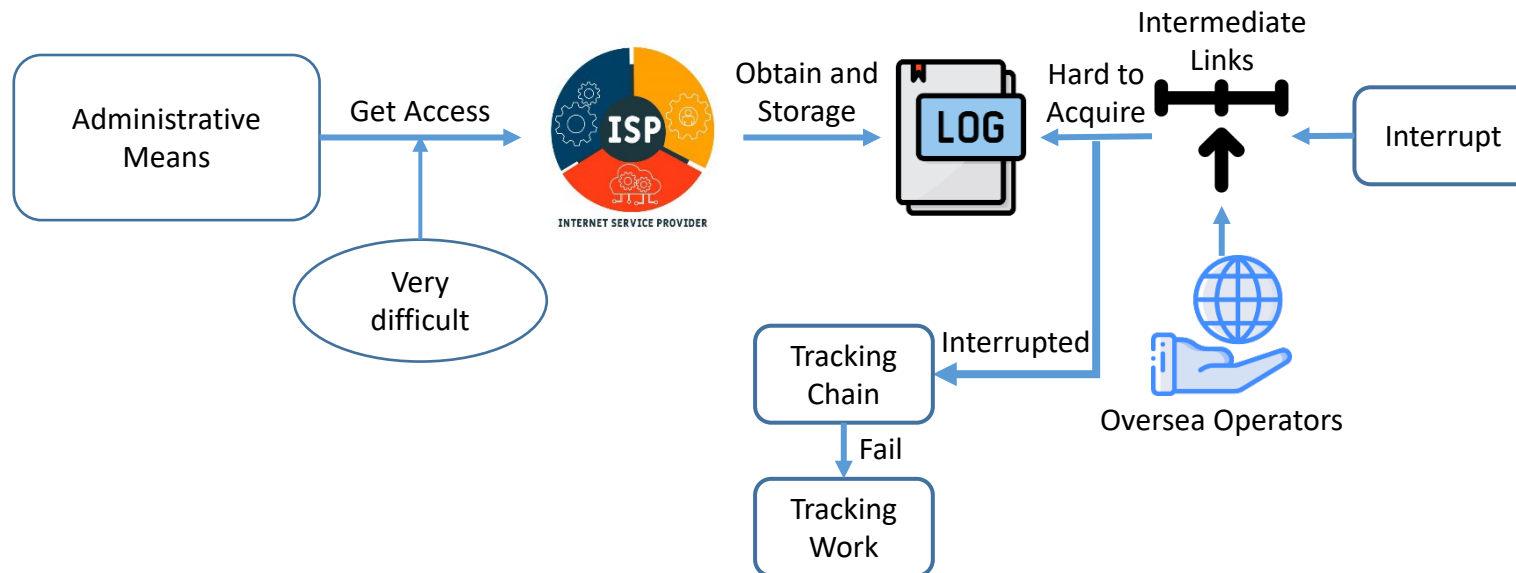 Administrative
Means
Get Access
Very
difficult
ISP
INTERNET SERVICE PROVIDER
Obtain and
Storage
LOG
Hard to
Acquire
Intermediate
Links
Interrupt
Oversea Operators
Interrupted
Tracking
Chain
Fail
Tracking
Work